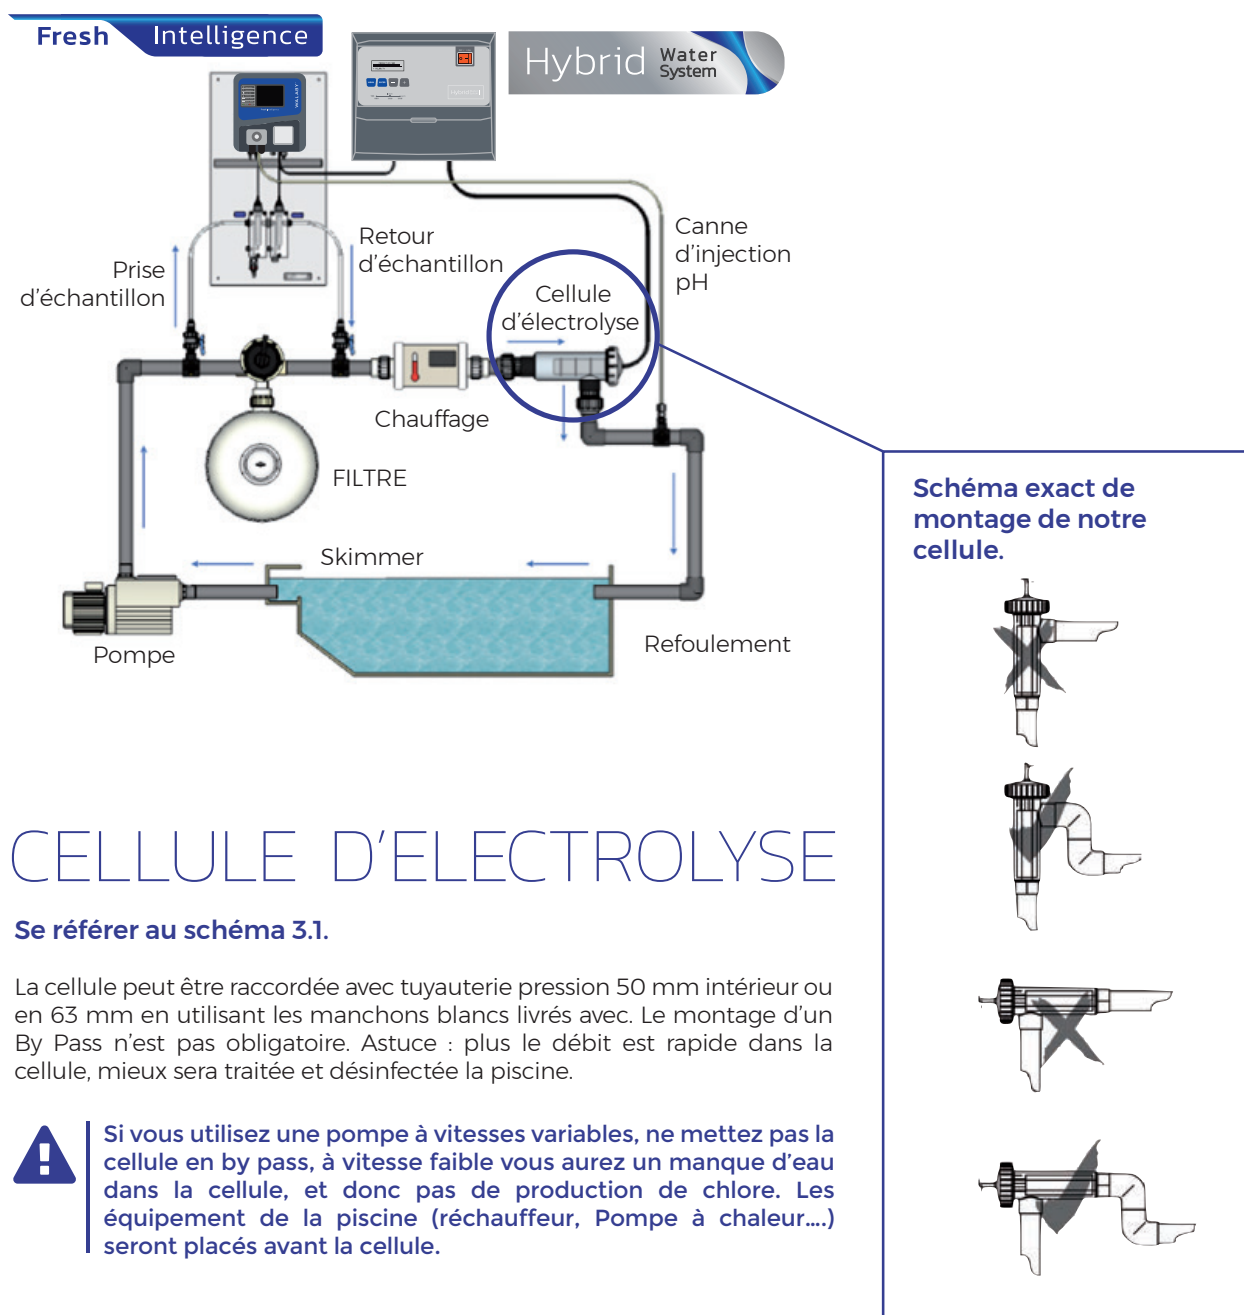 Fresh Intelligence
Hybrid Water System
WALLABY
Prise
d'échantillon
Retour
d'échantillon
Cellule
d'électrolyse
Canne
d'injection
pH
Chauffage
FILTRE
Skimmer
Pompe
Refoulement
Schéma exact de
montage de notre
cellule.
CELLULE D'ELECTROLYSE
Se référer au schéma 3.1.
La cellule peut être raccordée avec tuyauterie pression 50 mm intérieur ou
en 63 mm en utilisant les manchons blancs livrés avec. Le montage d'un
By Pass n'est pas obligatoire. Astuce : plus le débit est rapide dans la
cellule, mieux sera traitée et désinfectée la piscine.
Si vous utilisez une pompe à vitesses variables, ne mettez pas la
cellule en by pass, à vitesse faible vous aurez un manque d'eau
dans la cellule, et donc pas de production de chlore. Les
équipement de la piscine (réchauffeur, Pompe à chaleur....)
seront placés avant la cellule.